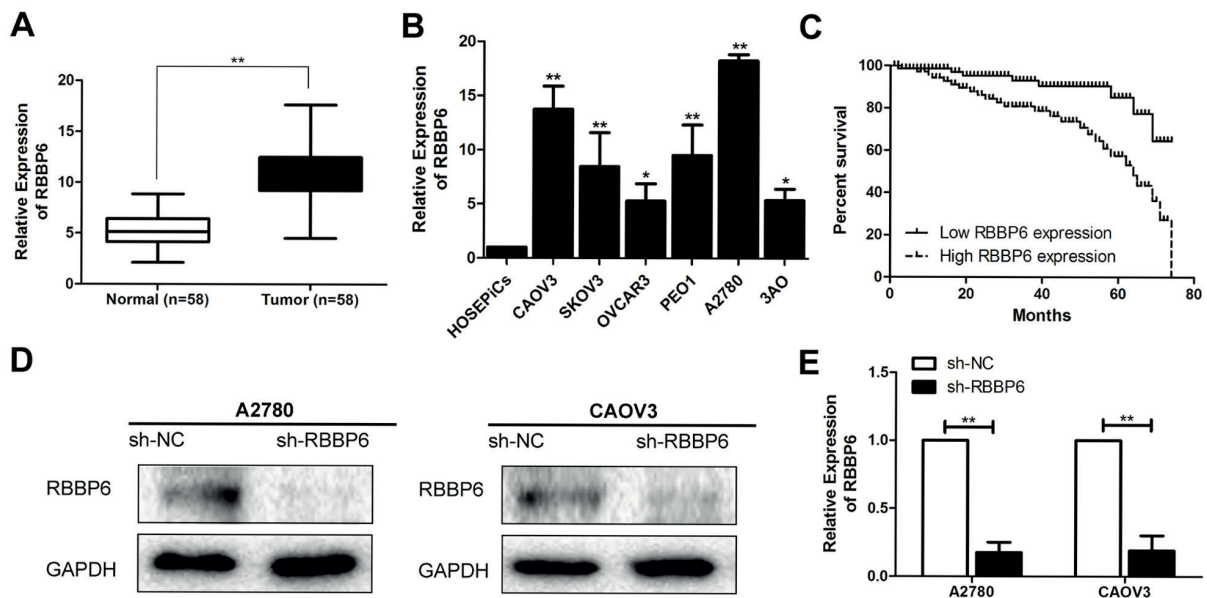 A
Relative Expression
of RBBP6
20
15
10
5
0
**
Normal (n=58)
Tumor (n=58)
B
Relative Expression
of RBBP6
20
15
10
5
0
**
**
*
**
**
*
HOSEPiCs
CAOV3
SKOV3
OVCAR3
PEO1
A2780
3AO
C
Percent survival
100
80
60
40
20
0
Low RBBP6 expression
High RBBP6 expression
0
20
40
60
80
Months
D
A2780
sh-NC
sh-RBBP6
RBBP6
GAPDH
CAOV3
sh-NC
sh-RBBP6
RBBP6
GAPDH
E
sh-NC
sh-RBBP6
Relative Expression
of RBBP6
1.5
1.0
0.5
0.0
**
**
A2780
CAOV3